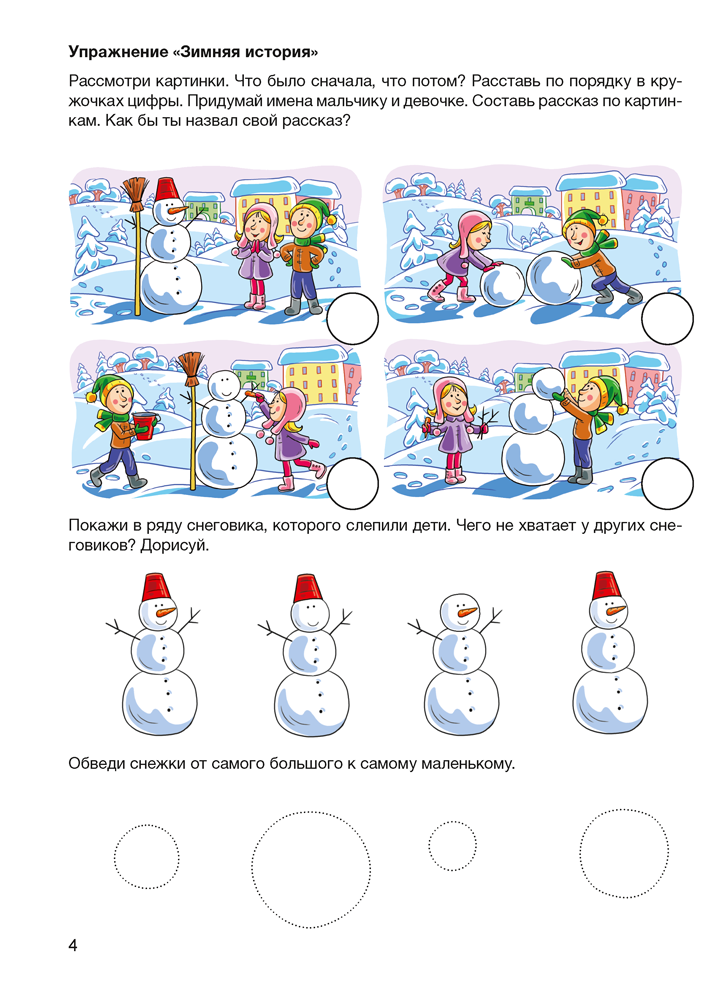 Упражнение «Зимняя история»
Рассмотри картинки. Что было сначала, что потом? Расставь по порядку в кру-
жочках цифры. Придумай имена мальчику и девочке. Составь рассказ по картин-
кам. Как бы ты назвал свой рассказ?
Покажи в ряду снеговика, которого слепили дети. Чего не хватает у других сне-
говиков? Дорисуй.
Обведи снежки от самого большого к самому маленькому.
4